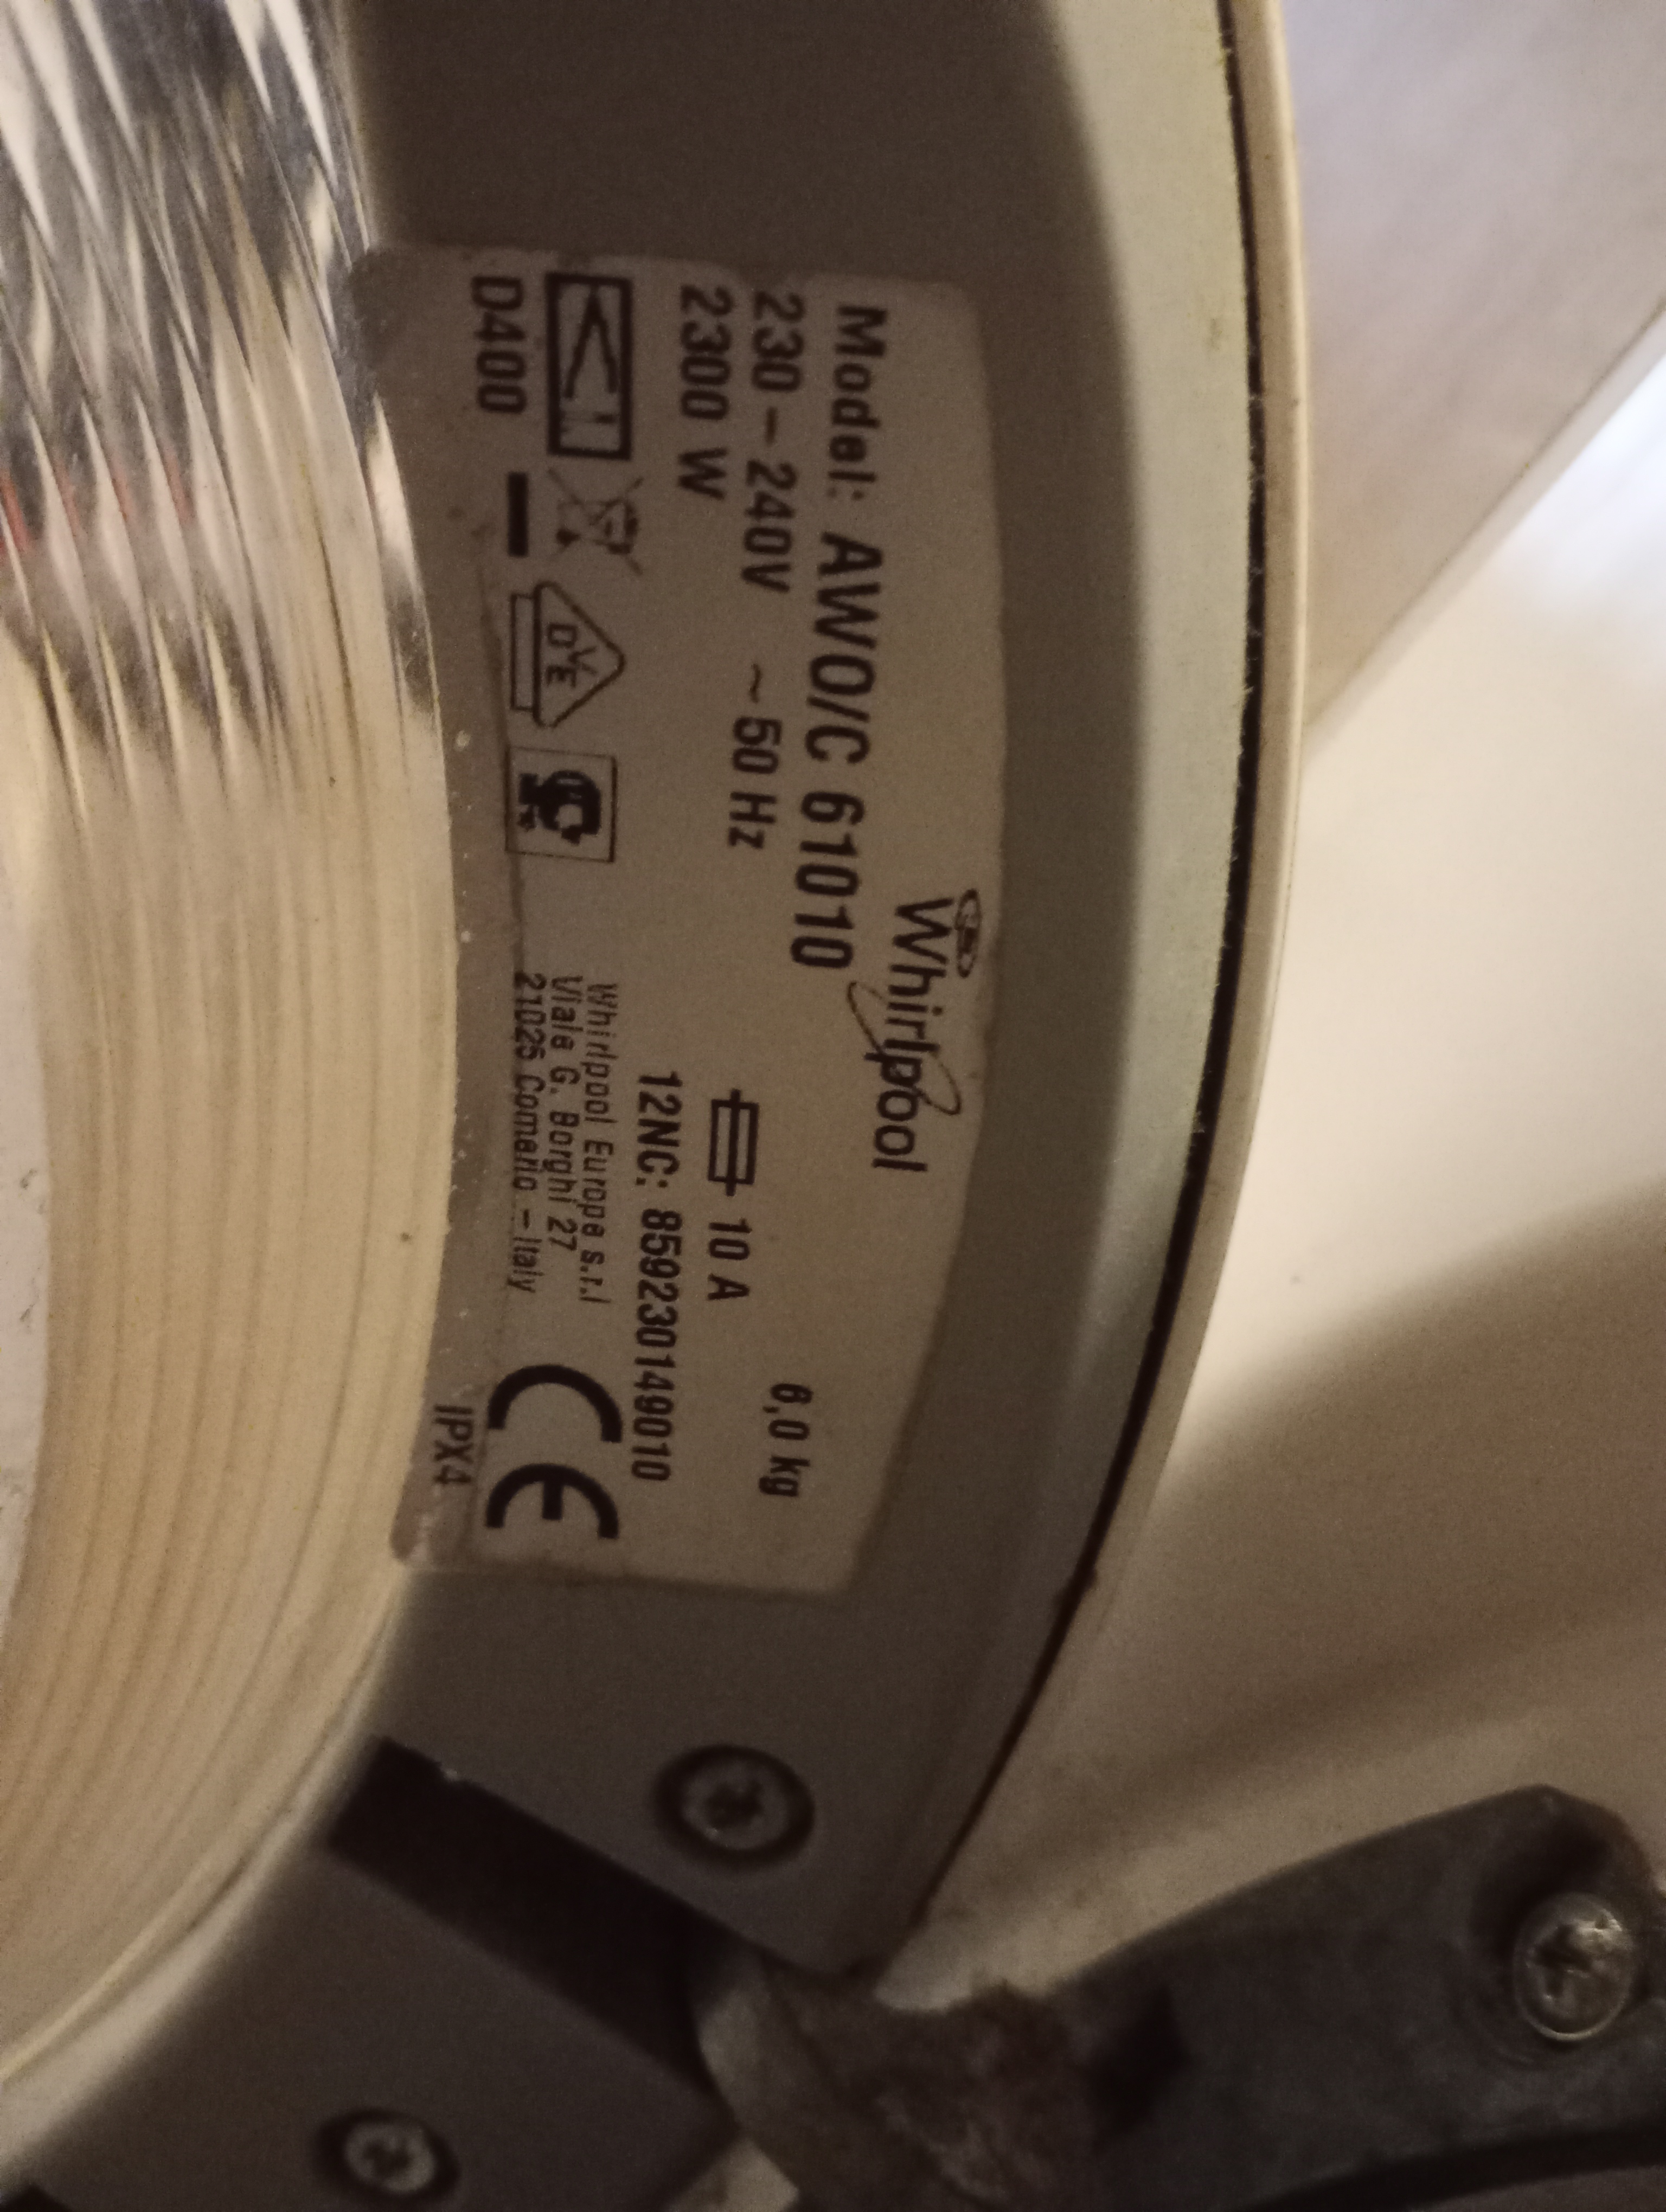 Whirlpool
Model: AWO/C 61010
6,0 kg
230-240V ~50 Hz
10 A
2300 W
12NC: 859230149010
DVE
D400
Whirlpool Europe s.r.l
Viale G. Borghi 27
21025 Comerio - Italy
CE
IPX4